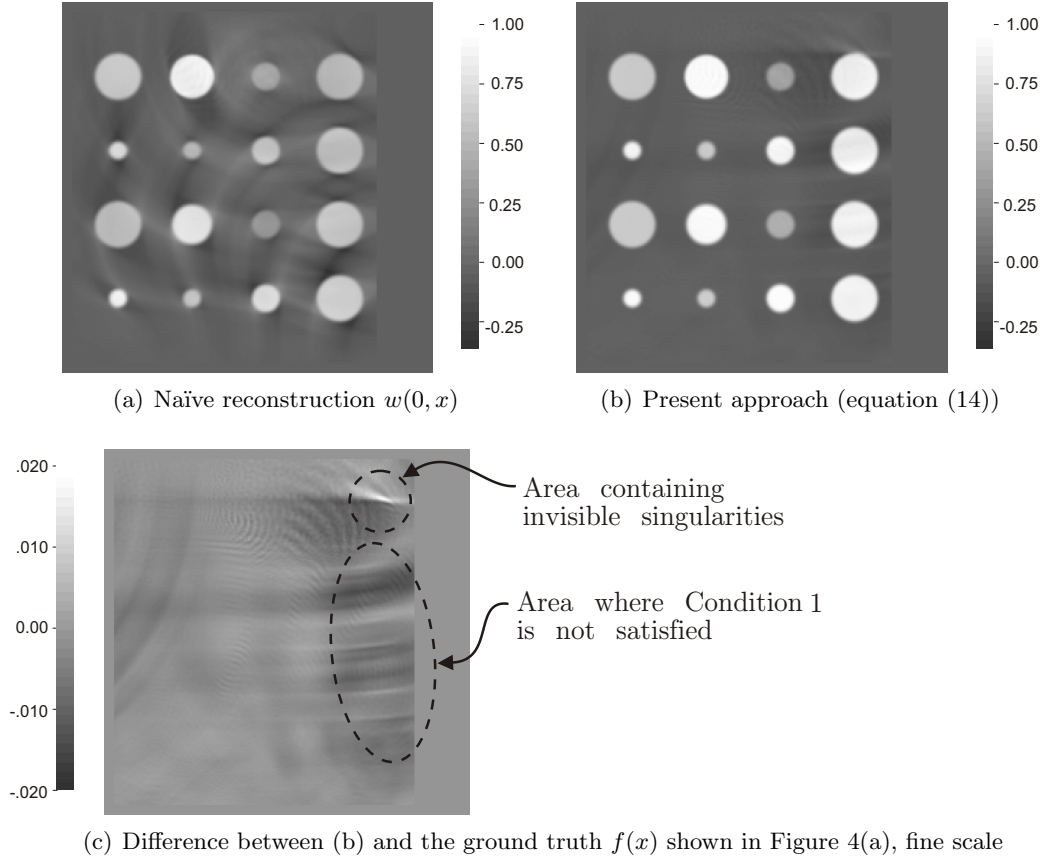 1.00
0.75
0.50
0.25
0.00
-0.25
1.00
0.75
0.50
0.25
0.00
-0.25
(a) Naïve reconstruction w(0, x)
(b) Present approach (equation (14))
.020
.010
0.00
-.010
-.020
Area containing
invisible singularities
Area where Condition 1
is not satisfied
(c) Difference between (b) and the ground truth f(x) shown in Figure 4(a), fine scale